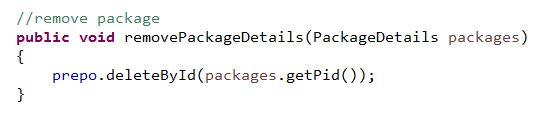 //remove package
public void removePackageDetails(PackageDetails packages)
{
prepo.deleteById(packages.getPid());
}